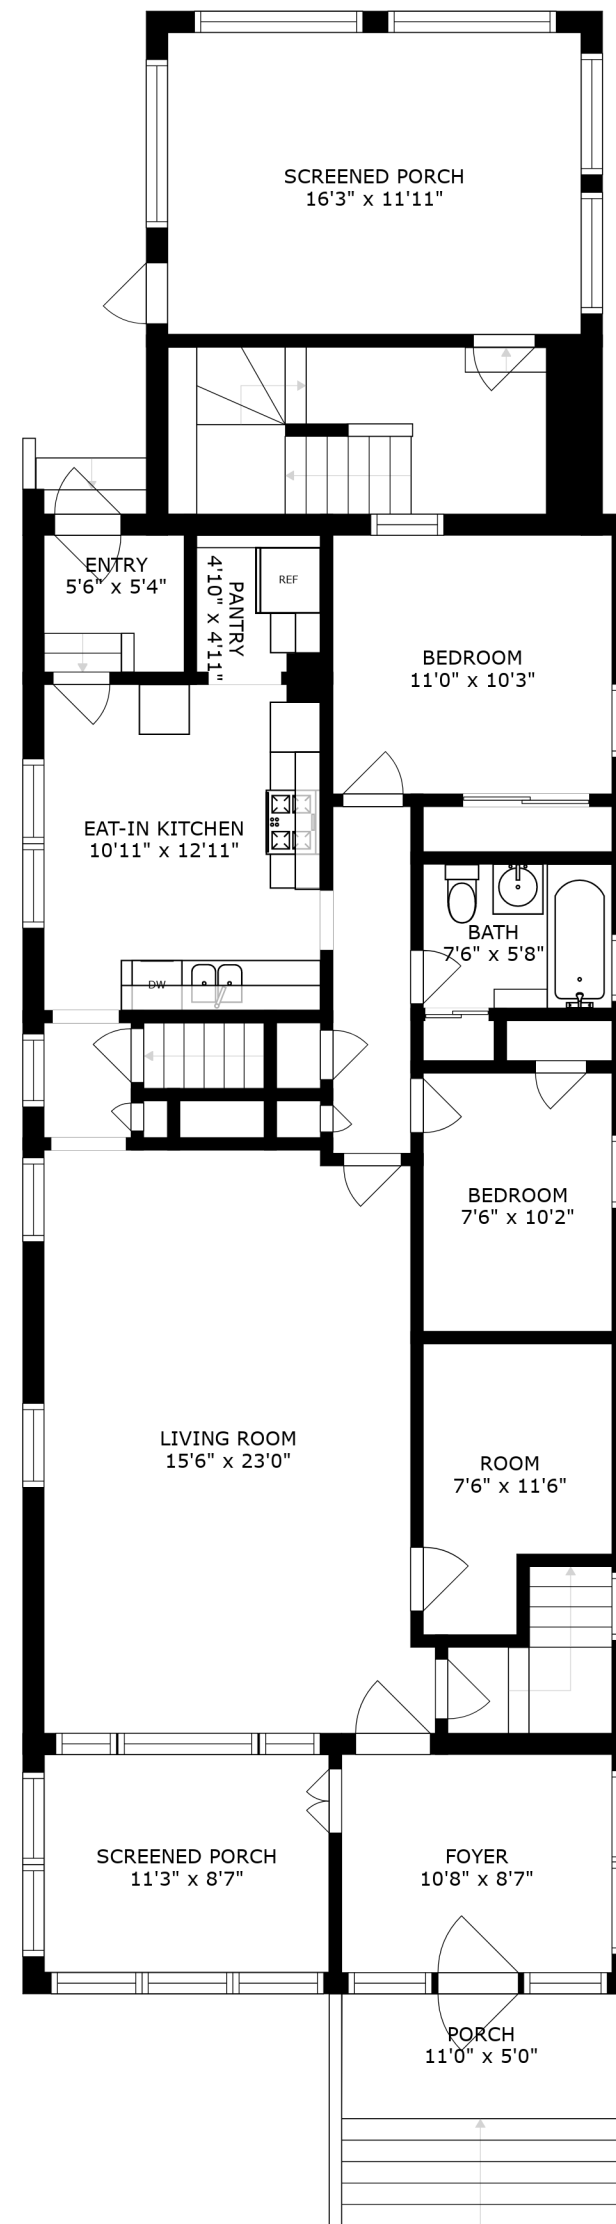 SCREENED PORCH
16'3" x 11'11"
ENTRY
5'6" x 5'4"
PANTRY
4'10" x 4'11"
REF
BEDROOM
11'0" x 10'3"
EAT-IN KITCHEN
10'11" x 12'11"
BATH
7'6" x 5'8"
DW
BEDROOM
7'6" x 10'2"
LIVING ROOM
15'6" x 23'0"
ROOM
7'6" x 11'6"
SCREENED PORCH
11'3" x 8'7"
FOYER
10'8" x 8'7"
PORCH
11'0" x 5'0"